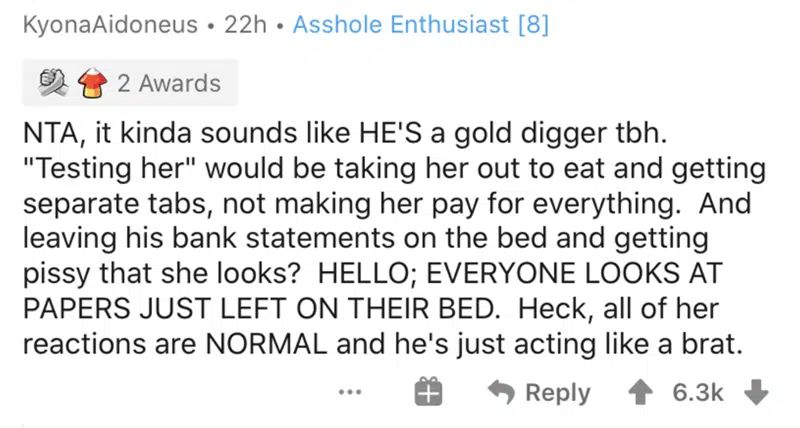 KyonaAidoneus • 22h • Asshole Enthusiast [8]
2 Awards
NTA, it kinda sounds like HE'S a gold digger tbh.
"Testing her" would be taking her out to eat and getting
separate tabs, not making her pay for everything.  And
leaving his bank statements on the bed and getting
pissy that she looks?  HELLO; EVERYONE LOOKS AT
PAPERS JUST LEFT ON THEIR BED.  Heck, all of her
reactions are NORMAL and he's just acting like a brat.
Reply 6.3k